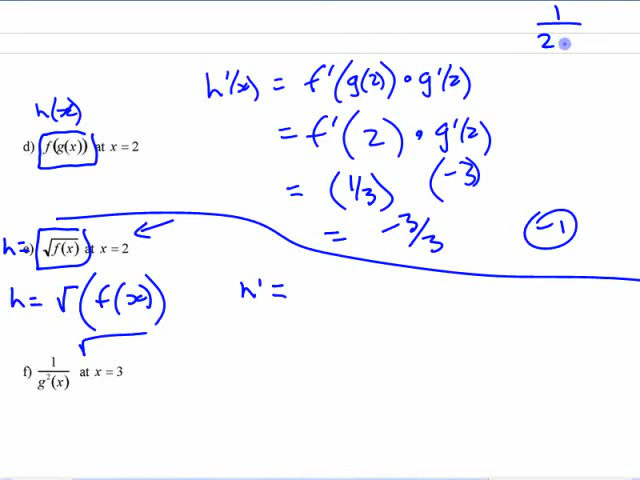 1
2
h'(x) = f'(g(2)) · g'(2)
h(x)
d) f(g(x)) at x = 2
= f'(2) · g'(2)
= (1/3) (-3)
= -3/3 -1
h= e) √f(x) at x = 2
h = √(f(x)) h' =
√
f) 1/g²(x) at x = 3